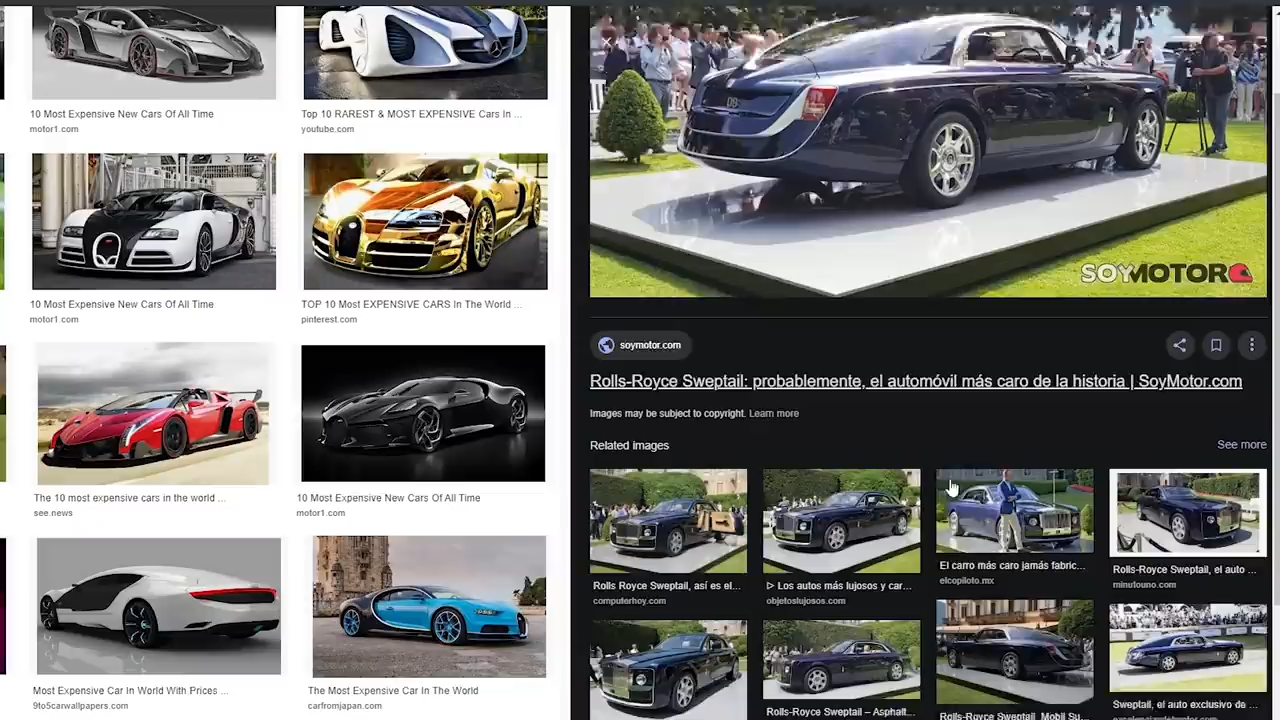 10 Most Expensive New Cars Of All Time
motor1.com
Top 10 RAREST & MOST EXPENSIVE Cars In ...
youtube.com
10 Most Expensive New Cars Of All Time
motor1.com
TOP 10 Most EXPENSIVE CARS In The World ...
pinterest.com
The 10 most expensive cars in the world ...
see.news
10 Most Expensive New Cars Of All Time
motor1.com
Most Expensive Car In World With Prices ...
9to5carwallpapers.com
The Most Expensive Car In The World
carfromjapan.com
SOYMOTOR
soymotor.com
Rolls-Royce Sweptail: probablemente, el automóvil más caro de la historia | SoyMotor.com
Images may be subject to copyright. Learn more
Related images
See more
Rolls Royce Sweptail, así es el...
computerhoy.com
▷ Los autos más lujosos y car...
objetoslujosos.com
El carro más caro jamás fabric...
elcopiloto.mx
Rolls-Royce Sweptail, el auto ...
minutouno.com
Rolls-Royce Sweptail – Asphalt...
Rolls-Royce Sweptail, Mobil Su...
Sweptail, el auto exclusivo de ...